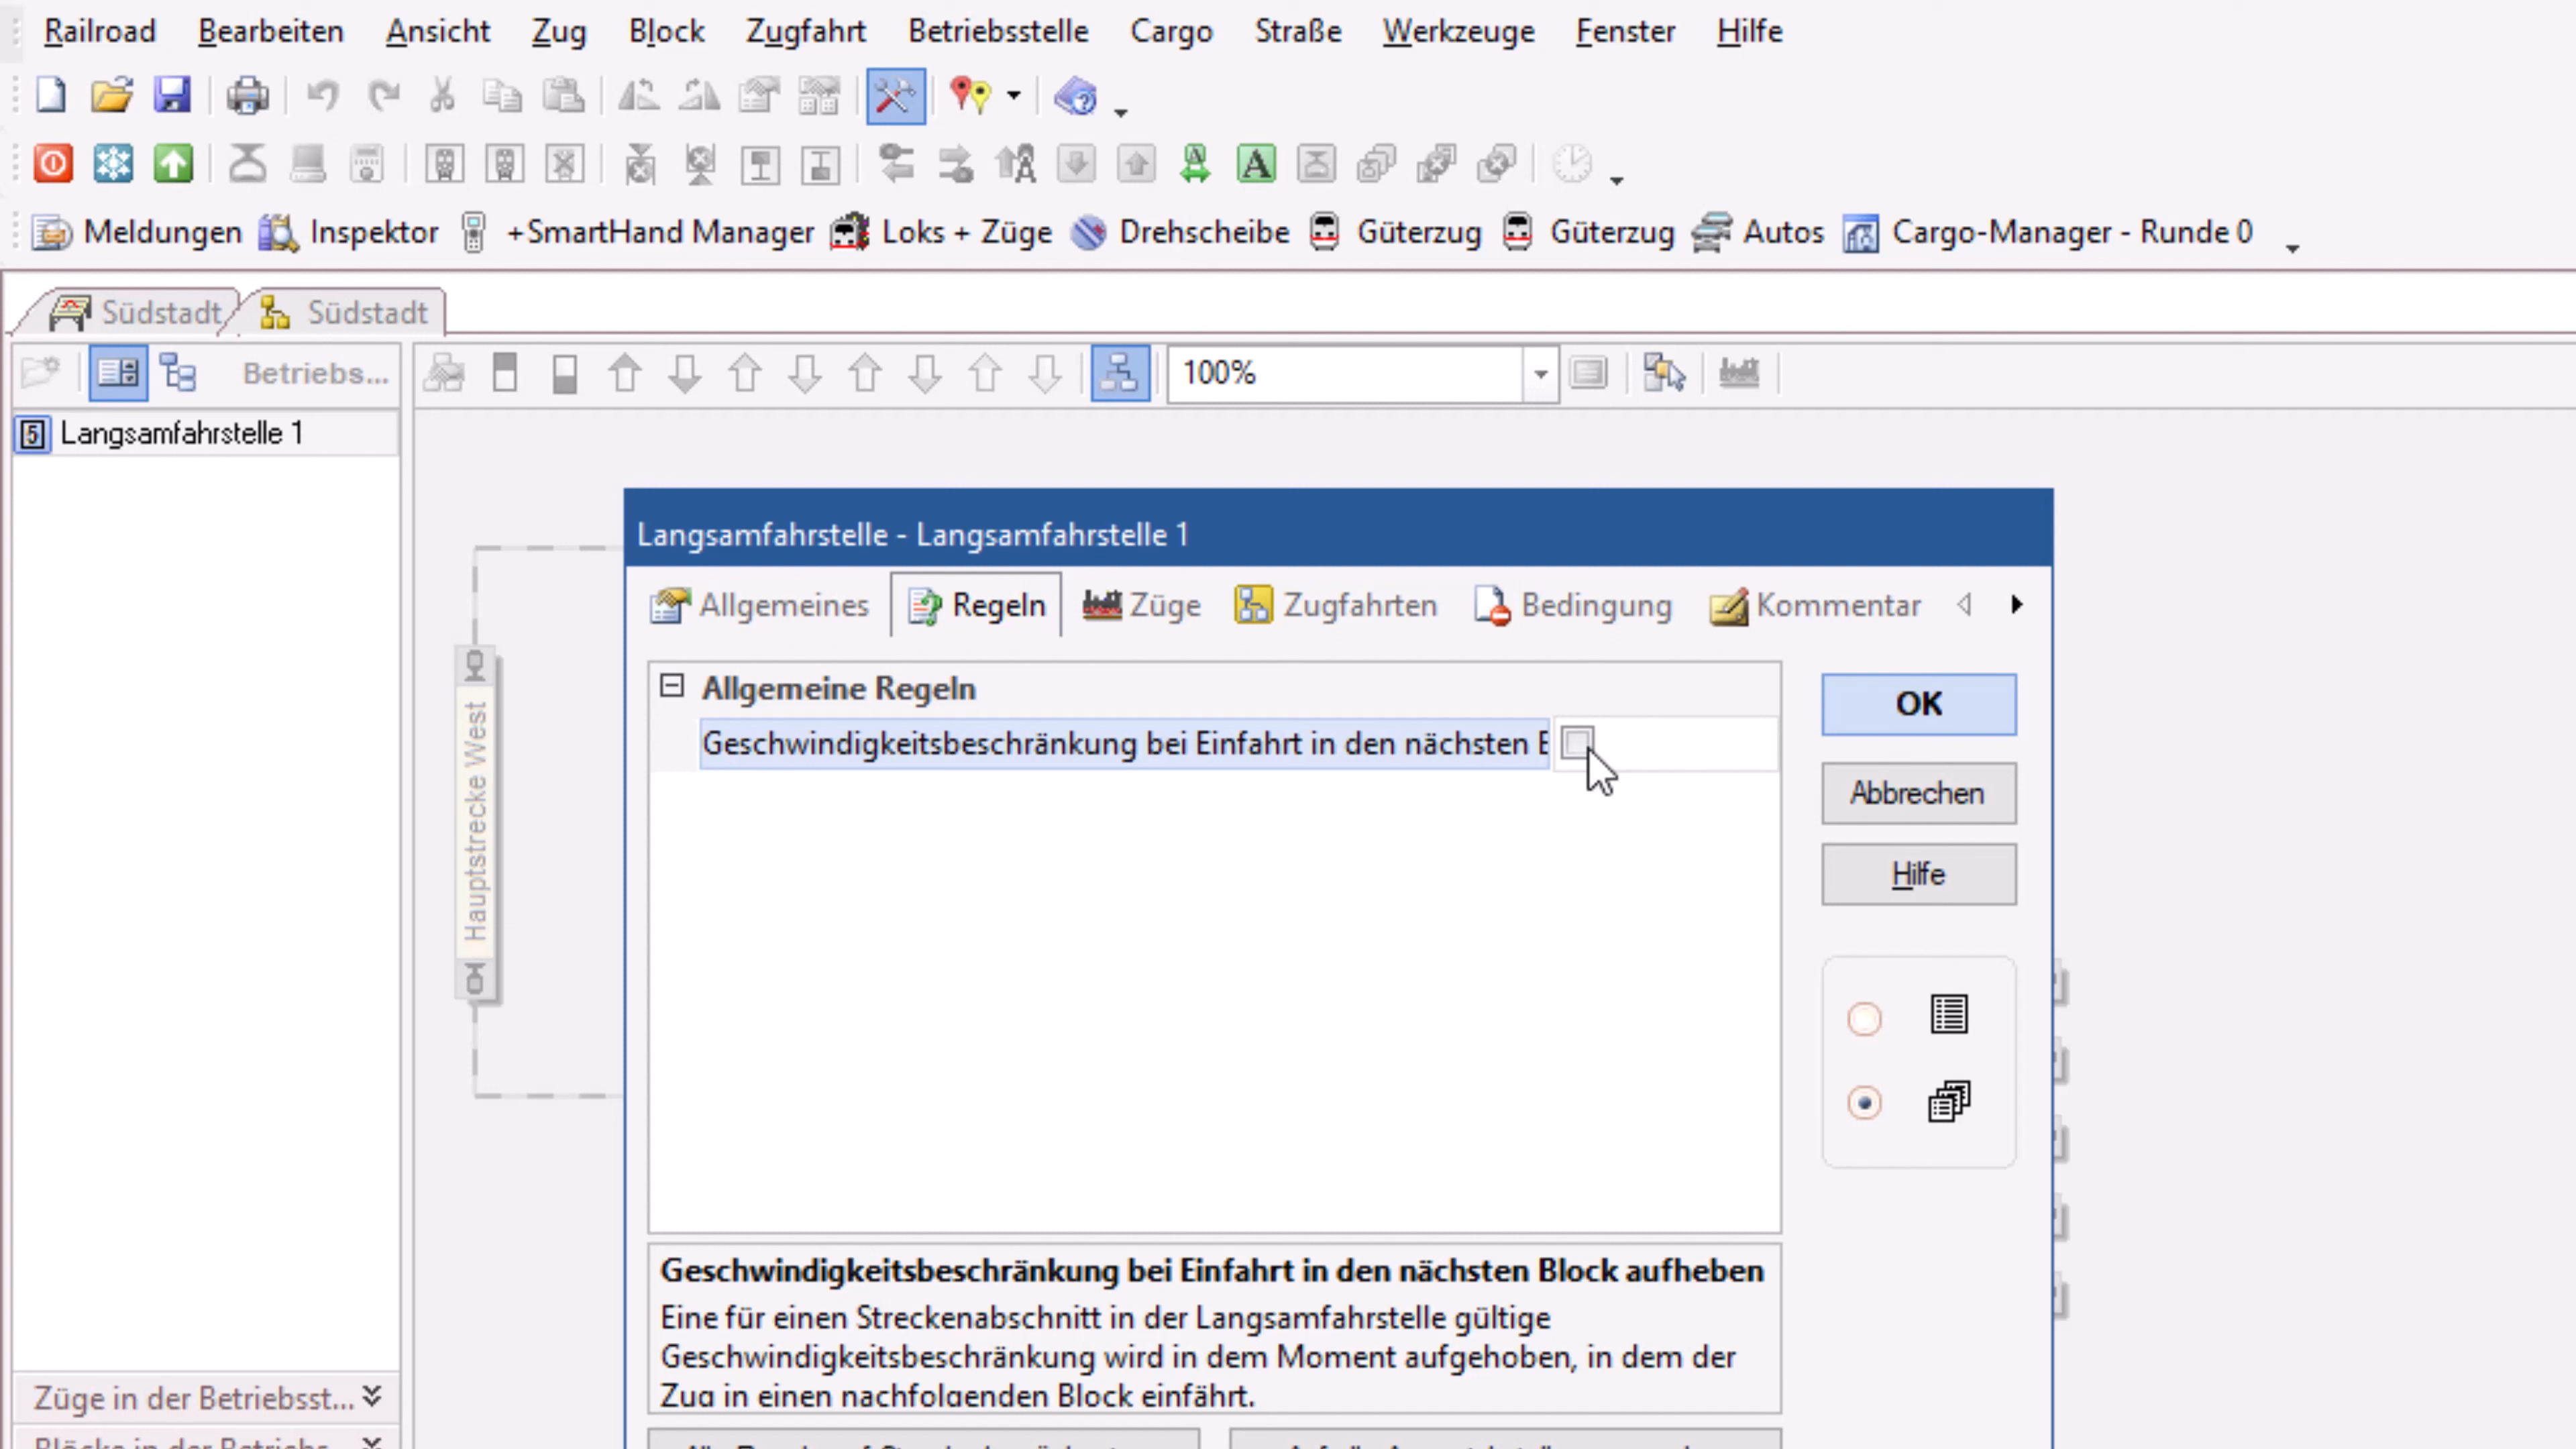 Railroad Bearbeiten Ansicht Zug Block Zugfahrt Betriebsstelle Cargo Straße Werkzeuge Fenster Hilfe
Meldungen Inspektor +SmartHand Manager Loks + Züge Drehscheibe Güterzug Güterzug Autos Cargo-Manager - Runde 0
Südstadt Südstadt
Betriebs... 100%
5 Langsamfahrstelle 1
Langsamfahrstelle - Langsamfahrstelle 1
Allgemeines Regeln Züge Zugfahrten Bedingung Kommentar
Allgemeine Regeln
Geschwindigkeitsbeschränkung bei Einfahrt in den nächsten
OK
Abbrechen
Hilfe
Hauptstrecke West
Geschwindigkeitsbeschränkung bei Einfahrt in den nächsten Block aufheben
Eine für einen Streckenabschnitt in der Langsamfahrstelle gültige
Geschwindigkeitsbeschränkung wird in dem Moment aufgehoben, in dem der
Zug in einen nachfolgenden Block einfährt.
Züge in der Betriebsst...